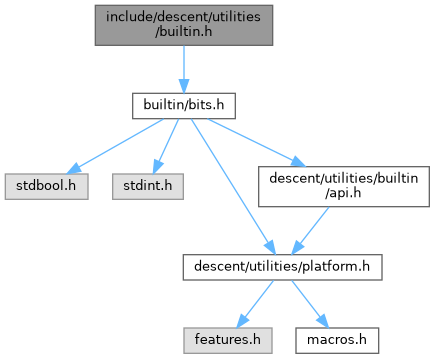 include/descent/utilities
/builtin.h
builtin/bits.h
stdbool.h
stdint.h
descent/utilities/builtin
/api.h
descent/utilities/platform.h
features.h
macros.h